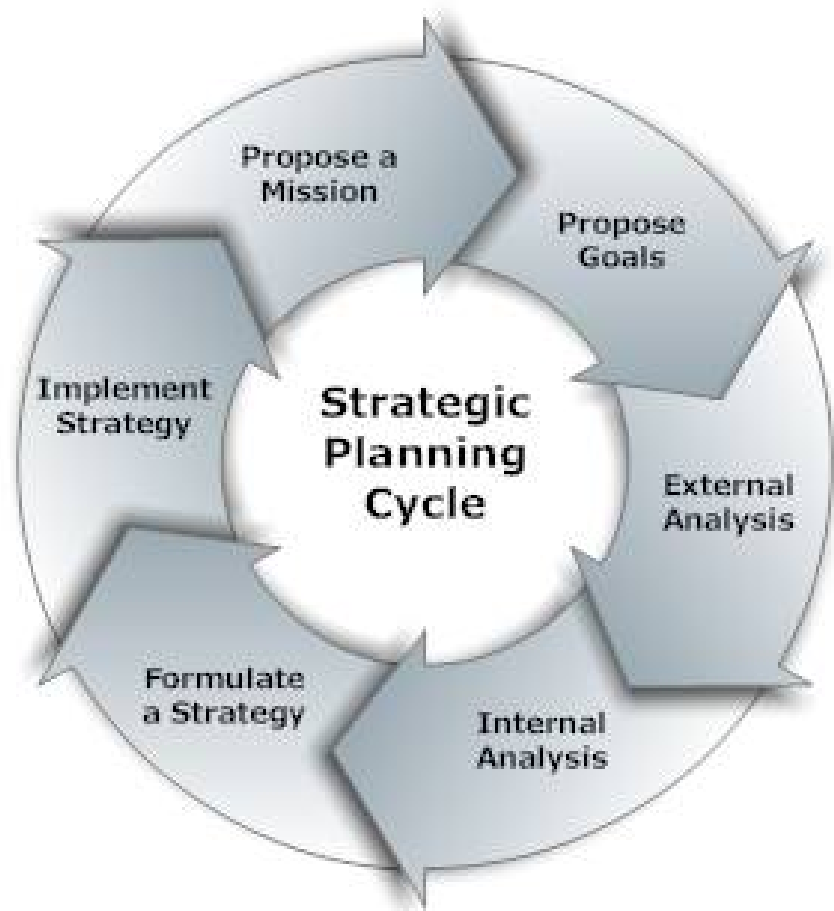 Strategic
Planning
Cycle
Propose a
Mission
Propose
Goals
External
Analysis
Internal
Analysis
Formulate
a Strategy
Implement
Strategy